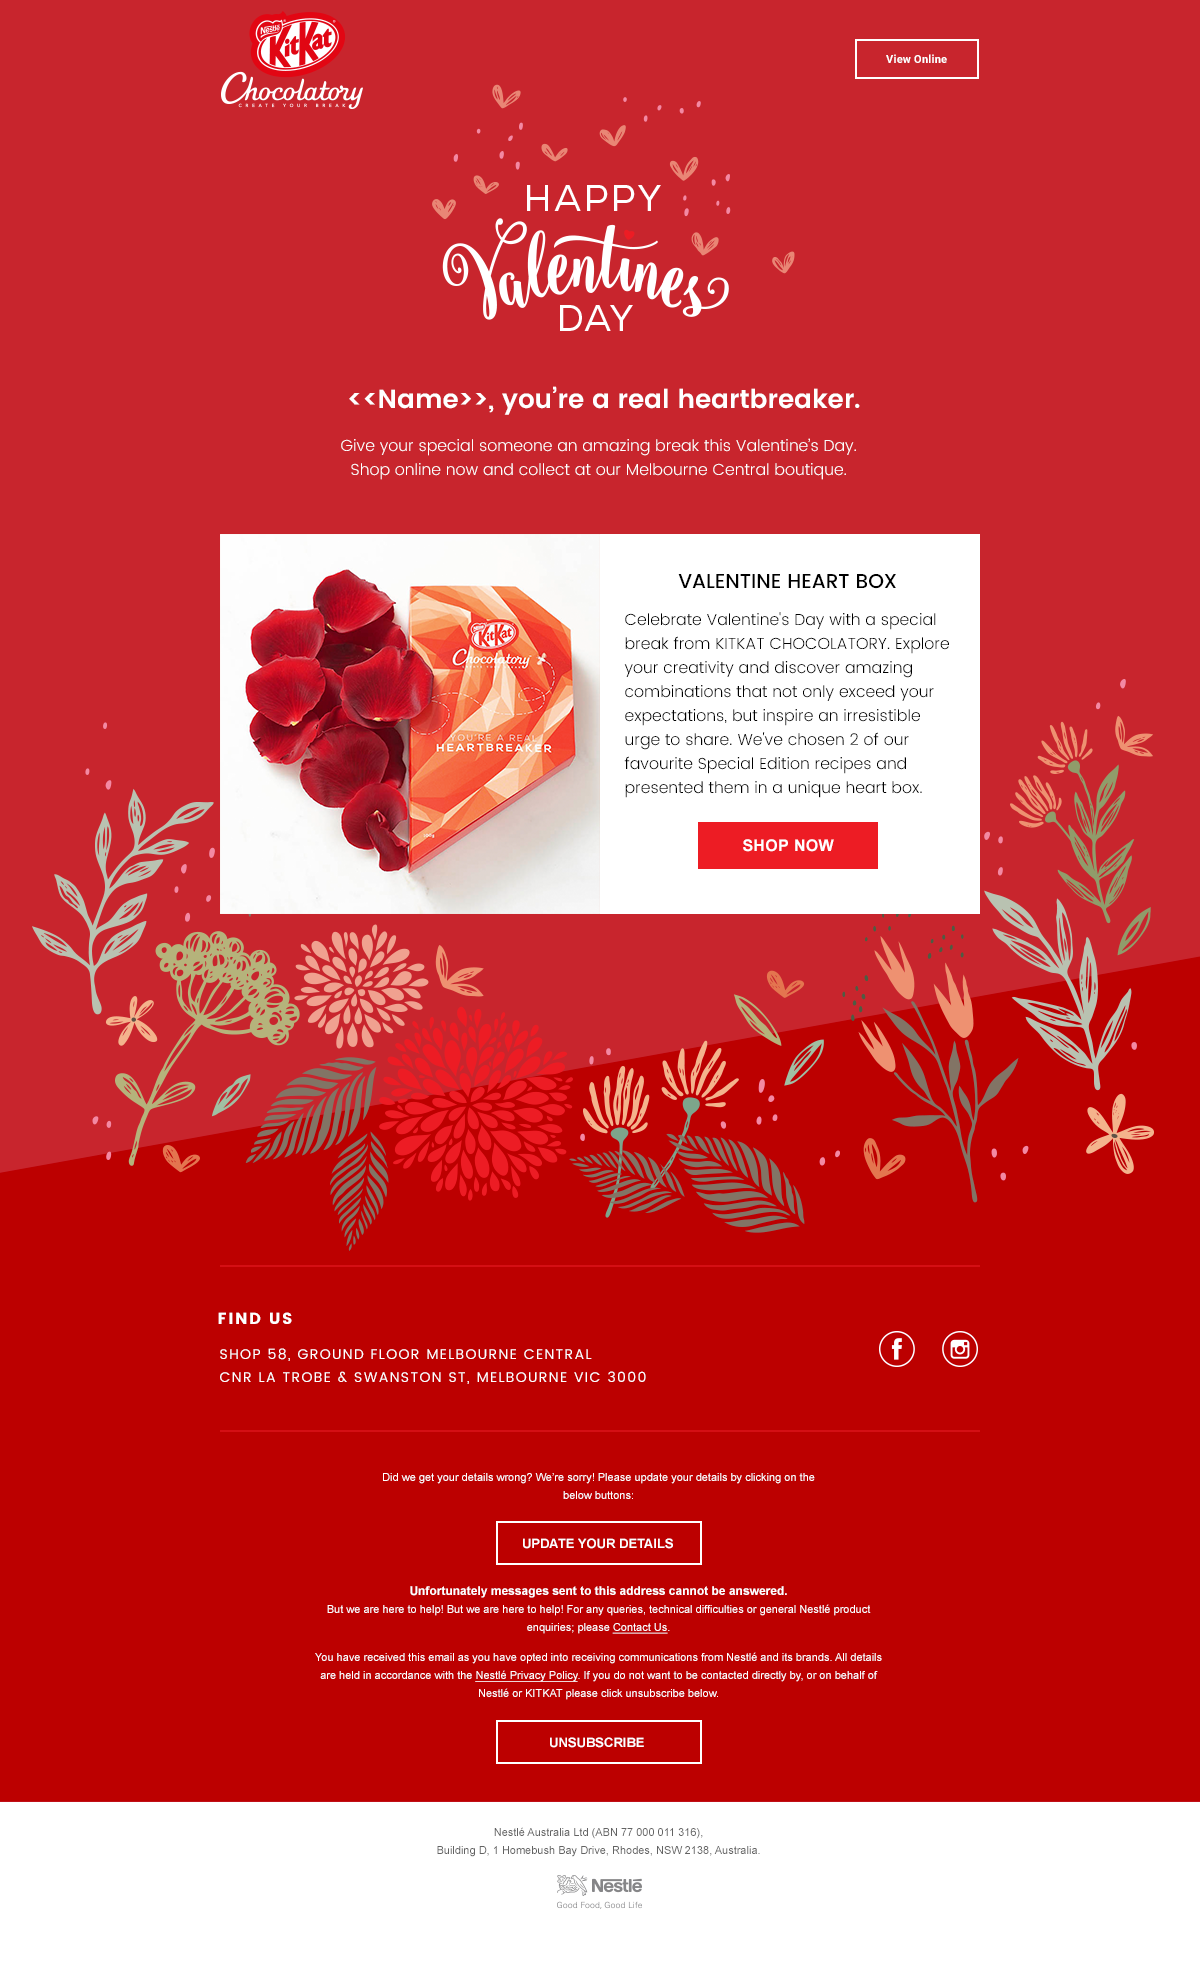 Nestlé
KitKat
Chocolatory
CREATE YOUR BREAK
View Online
HAPPY
Valentines
DAY
<<Name>>, you're a real heartbreaker.
Give your special someone an amazing break this Valentine's Day.
Shop online now and collect at our Melbourne Central boutique.
KitKat
Chocolatory
YOU'RE A REAL
HEARTBREAKER
VALENTINE HEART BOX
Celebrate Valentine's Day with a special
break from KITKAT CHOCOLATORY. Explore
your creativity and discover amazing
combinations that not only exceed your
expectations, but inspire an irresistible
urge to share. We've chosen 2 of our
favourite Special Edition recipes and
presented them in a unique heart box.
SHOP NOW
FIND US
SHOP 58, GROUND FLOOR MELBOURNE CENTRAL
CNR LA TROBE & SWANSTON ST, MELBOURNE VIC 3000
Did we get your details wrong? We're sorry! Please update your details by clicking on the
below buttons:
UPDATE YOUR DETAILS
Unfortunately messages sent to this address cannot be answered.
But we are here to help! But we are here to help! For any queries, technical difficulties or general Nestlé product
enquiries; please Contact Us.
You have received this email as you have opted into receiving communications from Nestlé and its brands. All details
are held in accordance with the Nestlé Privacy Policy. If you do not want to be contacted directly by, or on behalf of
Nestlé or KITKAT please click unsubscribe below.
UNSUBSCRIBE
Nestlé Australia Ltd (ABN 77 000 011 316),
Building D, 1 Homebush Bay Drive, Rhodes, NSW 2138, Australia.
Nestlé
Good Food, Good Life